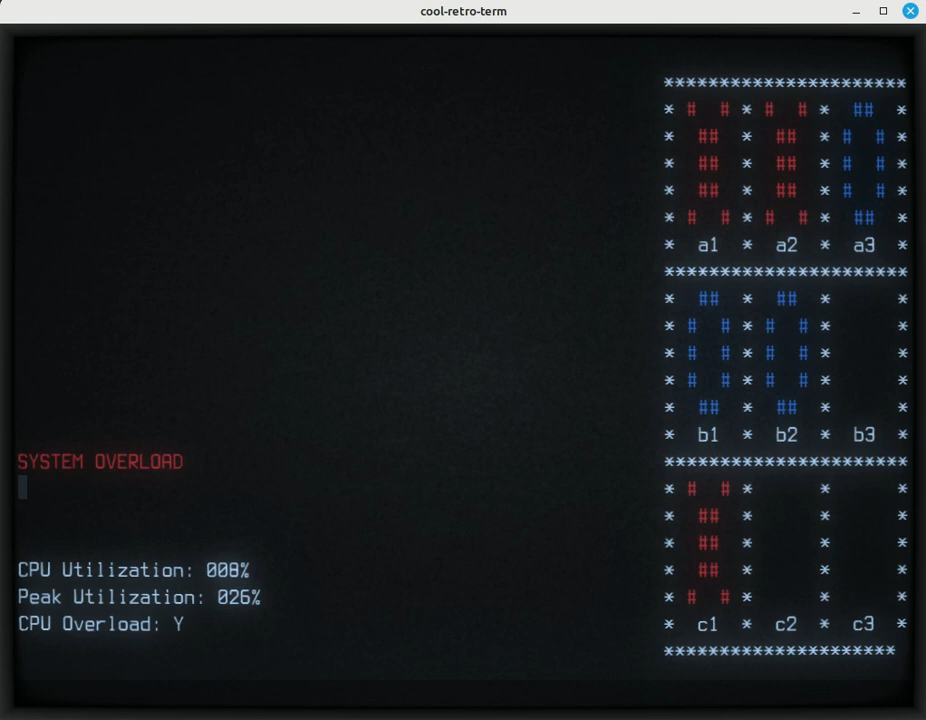 cool-retro-term
**********************
* #  # * #  # *  ##  *
*  ##  *  ##  * #  # *
*  ##  *  ##  * #  # *
*  ##  *  ##  * #  # *
* #  # * #  # *  ##  *
*  a1  *  a2  *  a3  *
**********************
*  ##  *  ##  *      *
* #  # * #  # *      *
* #  # * #  # *      *
* #  # * #  # *      *
*  ##  *  ##  *      *
*  b1  *  b2  *  b3  *
**********************
* #  # *      *      *
*  ##  *      *      *
*  ##  *      *      *
*  ##  *      *      *
* #  # *      *      *
*  c1  *  c2  *  c3  *
*********************
SYSTEM OVERLOAD
CPU Utilization: 008%
Peak Utilization: 026%
CPU Overload: Y